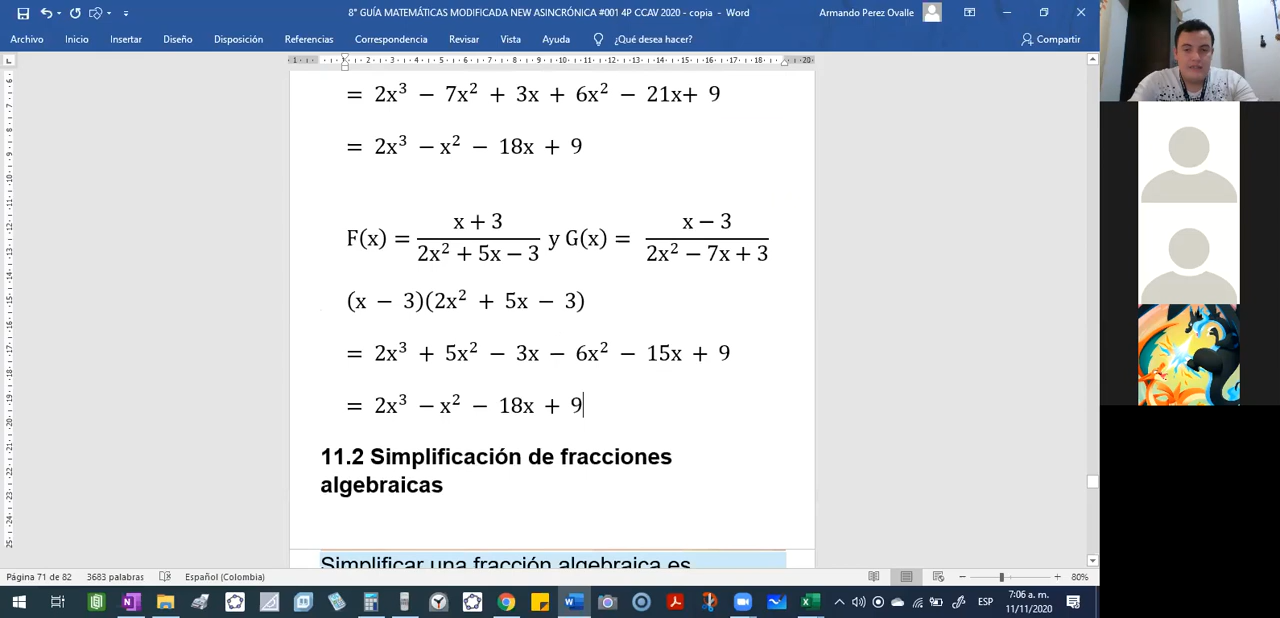 8° GUÍA MATEMÁTICAS MODIFICADA NEW ASINCRÓNICA #001 4P CCAV 2020 - copia - Word
Armando Perez Ovalle
Archivo Inicio Insertar Diseño Disposición Referencias Correspondencia Revisar Vista Ayuda ¿Qué desea hacer? Compartir
= 2x³ − 7x² + 3x + 6x² − 21x+ 9
= 2x³ − x² − 18x + 9
F(x) = (x + 3)/(2x² + 5x − 3) y G(x) = (x − 3)/(2x² − 7x + 3)
(x − 3)(2x² + 5x − 3)
= 2x³ + 5x² − 3x − 6x² − 15x + 9
= 2x³ − x² − 18x + 9
11.2 Simplificación de fracciones
algebraicas
Simplificar una fracción algebraica es
Página 71 de 82 3683 palabras Español (Colombia) 80%
ESP
7:06 a. m.
11/11/2020